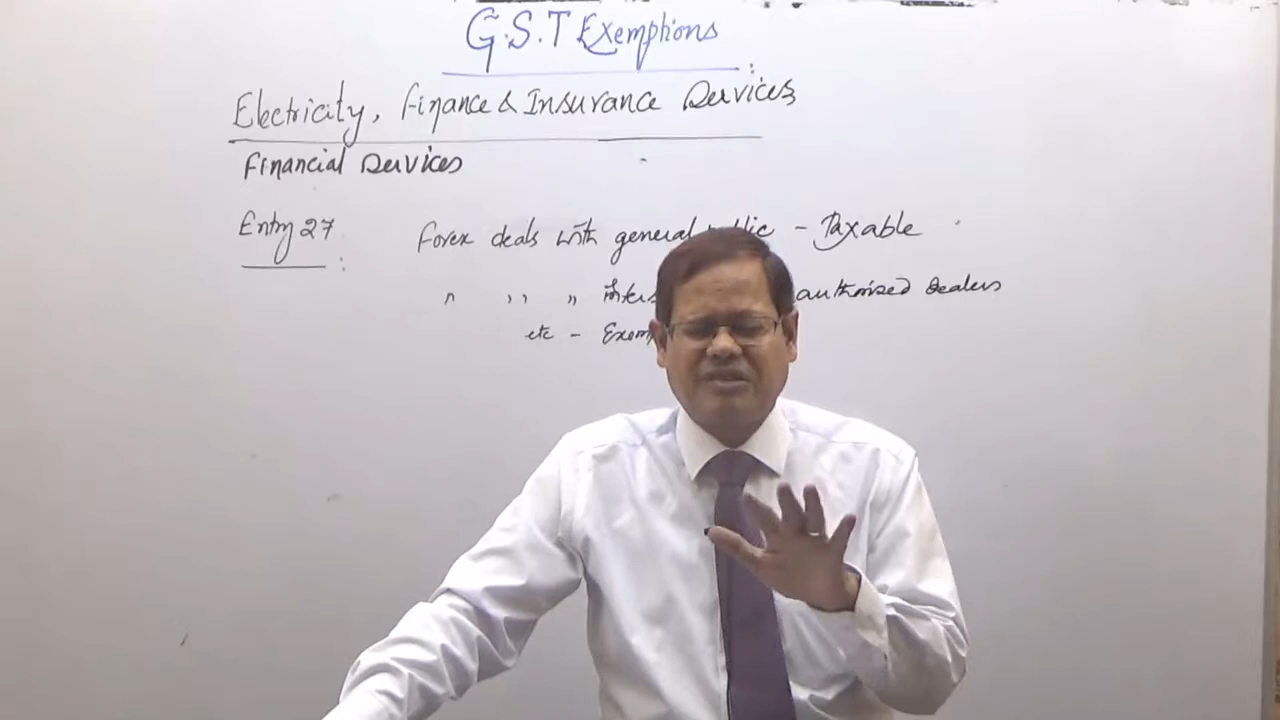 G.S.T Exemptions
Electricity, Finance & Insurance Services
Financial Services
Entry 27 : Forex deals with general - Taxable
" " " authorised dealers
etc -